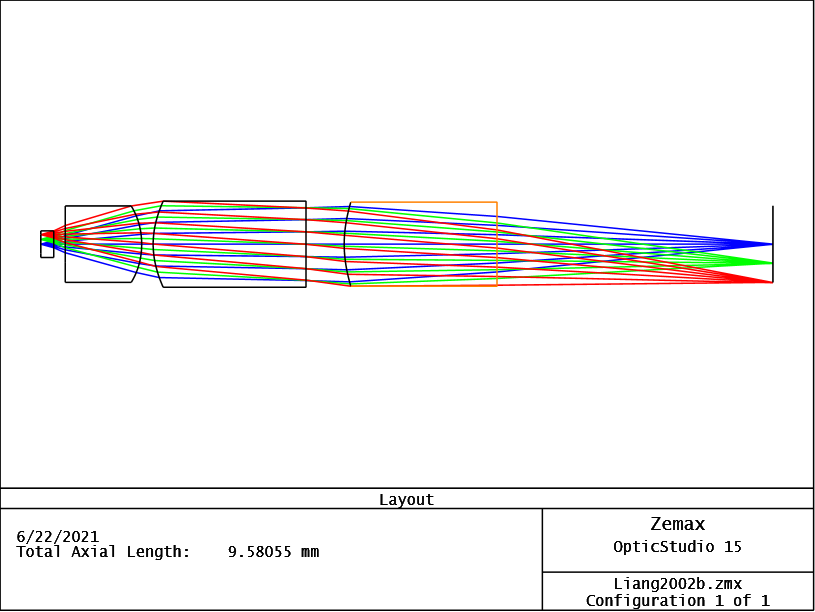 Layout
6/22/2021
Total Axial Length:    9.58055 mm
Zemax
OpticStudio 15
Liang2002b.zmx
Configuration 1 of 1